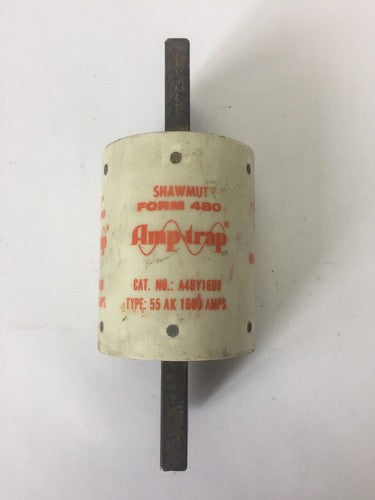 SHAWMUT
FORM 480
Amp-trap®
CAT. NO.: A4BY1600
TYPE: 55 AK 1600 AMPS.